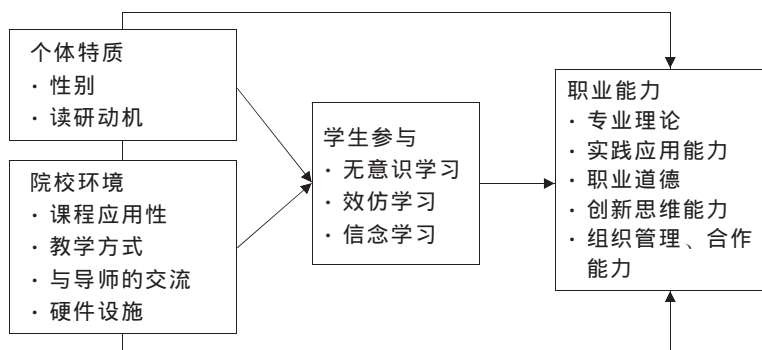 个体特质
· 性别
· 读研动机
院校环境
· 课程应用性
· 教学方式
· 与导师的交流
· 硬件设施
学生参与
· 无意识学习
· 效仿学习
· 信念学习
职业能力
· 专业理论
· 实践应用能力
· 职业道德
· 创新思维能力
· 组织管理、合作
能力